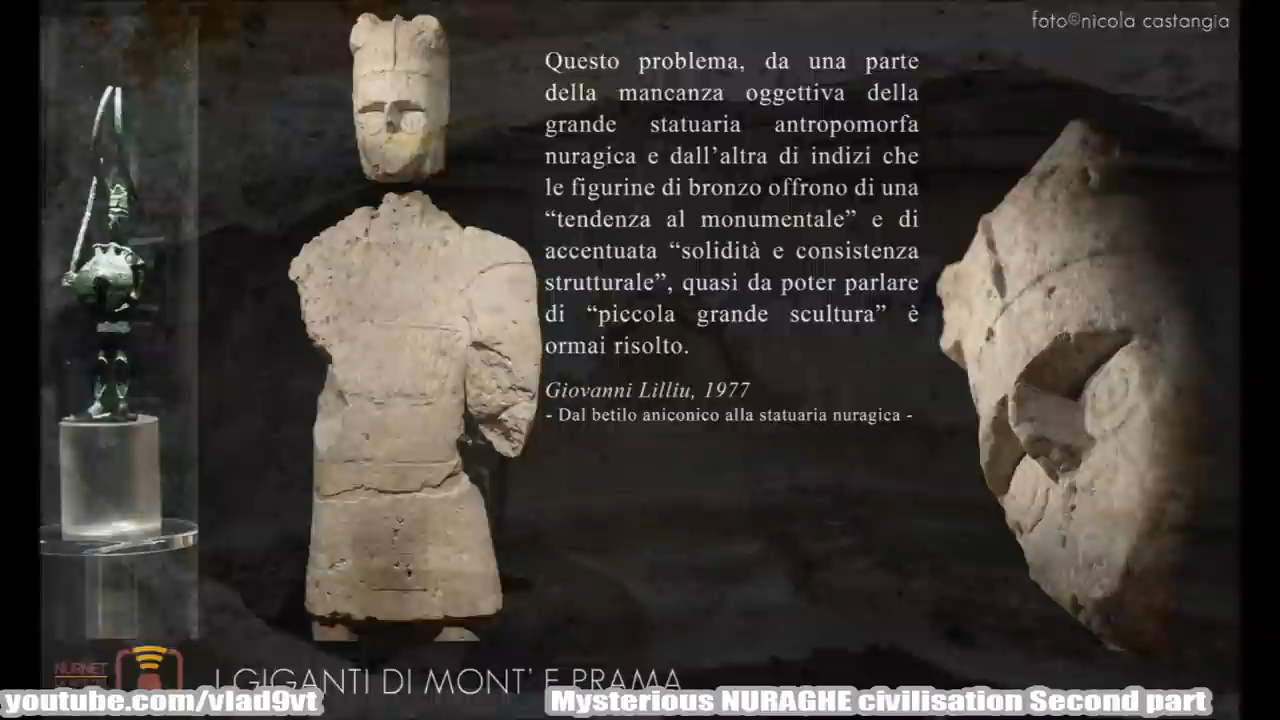 foto©nicola castangia
Questo problema, da una parte
della mancanza oggettiva della
grande statuaria antropomorfa
nuragica e dall'altra di indizi che
le figurine di bronzo offrono di una
“tendenza al monumentale” e di
accentuata “solidità e consistenza
strutturale”, quasi da poter parlare
di “piccola grande scultura” è
ormai risolto.
Giovanni Lilliu, 1977
- Dal betilo aniconico alla statuaria nuragica -
NURNET
I GIGANTI DI MONT' E PRAMA
youtube.com/vlad9vt
Mysterious NURAGHE civilisation Second part